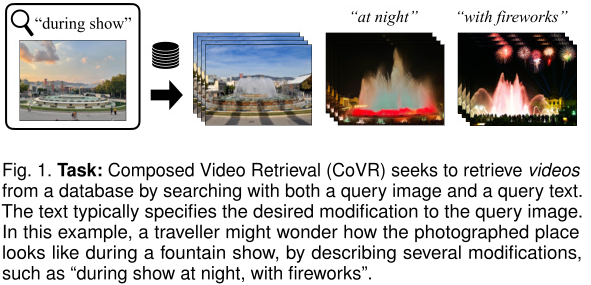 “during show”
“at night”
“with fireworks”
Fig. 1. Task: Composed Video Retrieval (CoVR) seeks to retrieve videos
from a database by searching with both a query image and a query text.
The text typically specifies the desired modification to the query image.
In this example, a traveller might wonder how the photographed place
looks like during a fountain show, by describing several modifications,
such as “during show at night, with fireworks”.